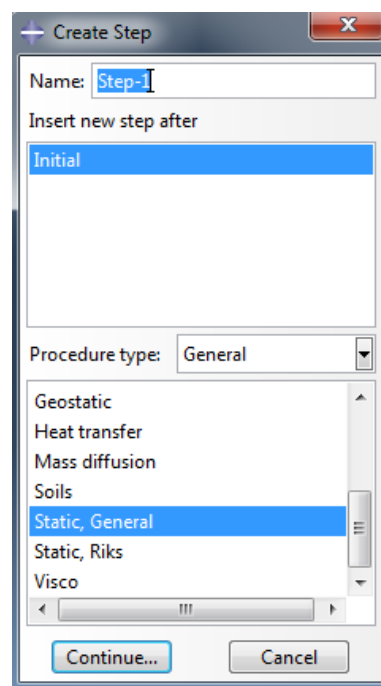 Create Step
Name: Step-1
Insert new step after
Initial
Procedure type: General
Geostatic
Heat transfer
Mass diffusion
Soils
Static, General
Static, Riks
Visco
Continue... Cancel